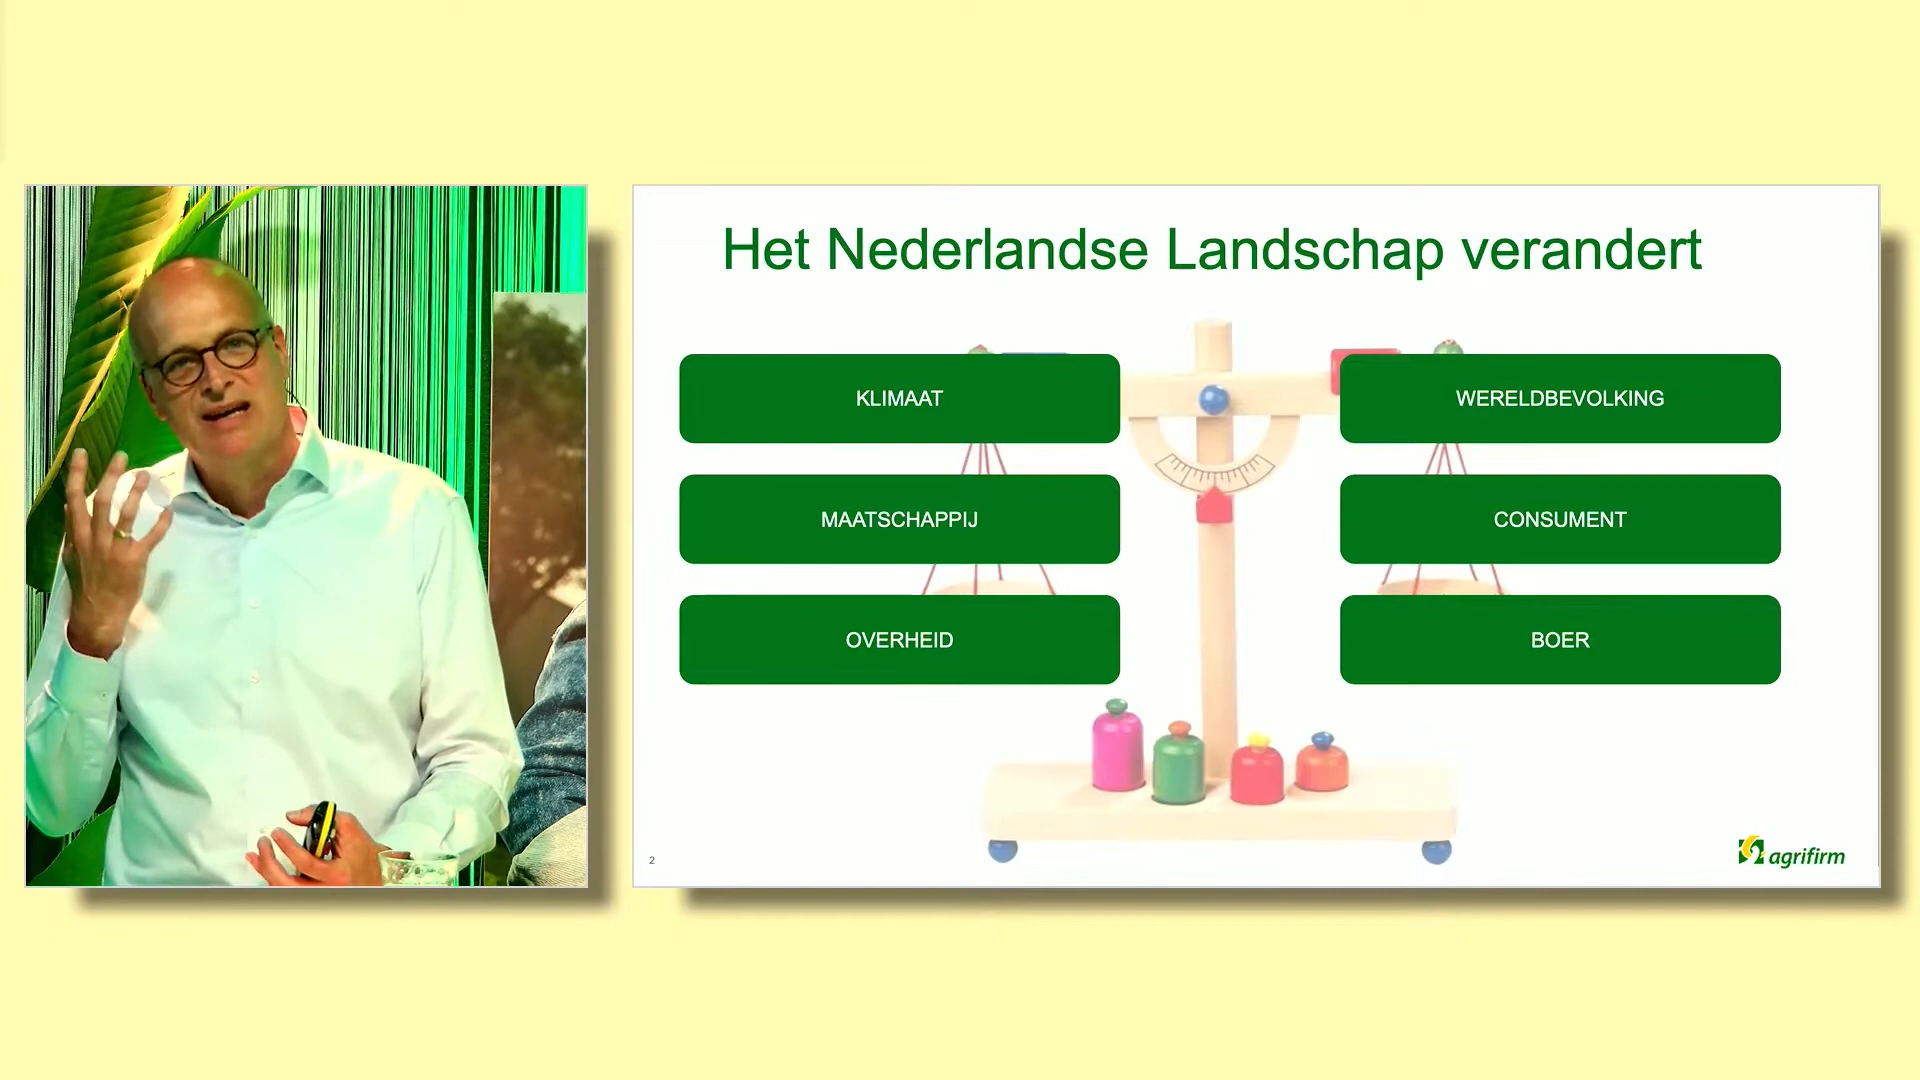 Het Nederlandse Landschap verandert
KLIMAAT
WERELDBEVOLKING
MAATSCHAPPIJ
CONSUMENT
OVERHEID
BOER
2
agrifirm